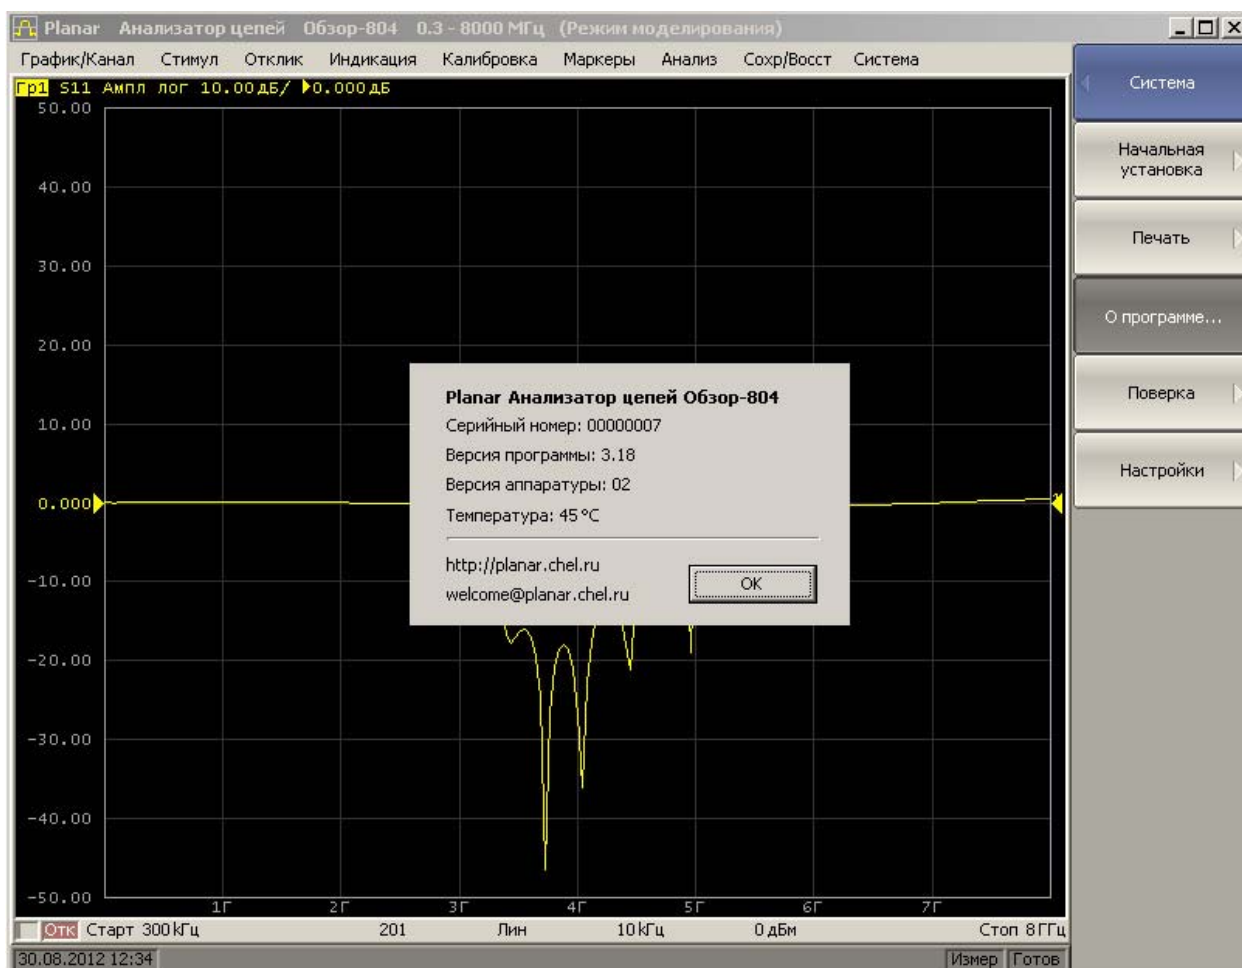 Planar Анализатор цепей Обзор-804 0.3 - 8000 МГц (Режим моделирования)
График/Канал Стимул Отклик Индикация Калибровка Маркеры Анализ Сохр/Восст Система
Гр1 S11 Ампл лог 10.00дБ/ 0.000дБ
50.00
40.00
30.00
20.00
10.00
0.000
-10.00
-20.00
-30.00
-40.00
-50.00
1Г 2Г 3Г 4Г 5Г 6Г 7Г
Planar Анализатор цепей Обзор-804
Серийный номер: 00000007
Версия программы: 3.18
Версия аппаратуры: 02
Температура: 45 °C
http://planar.chel.ru
welcome@planar.chel.ru
OK
Система
Начальная
установка
Печать
О программе...
Поверка
Настройки
Отк Старт 300 kГц 201 Лин 10 kГц 0 дБм Стоп 8 ГГц
30.08.2012 12:34 Измер Готов